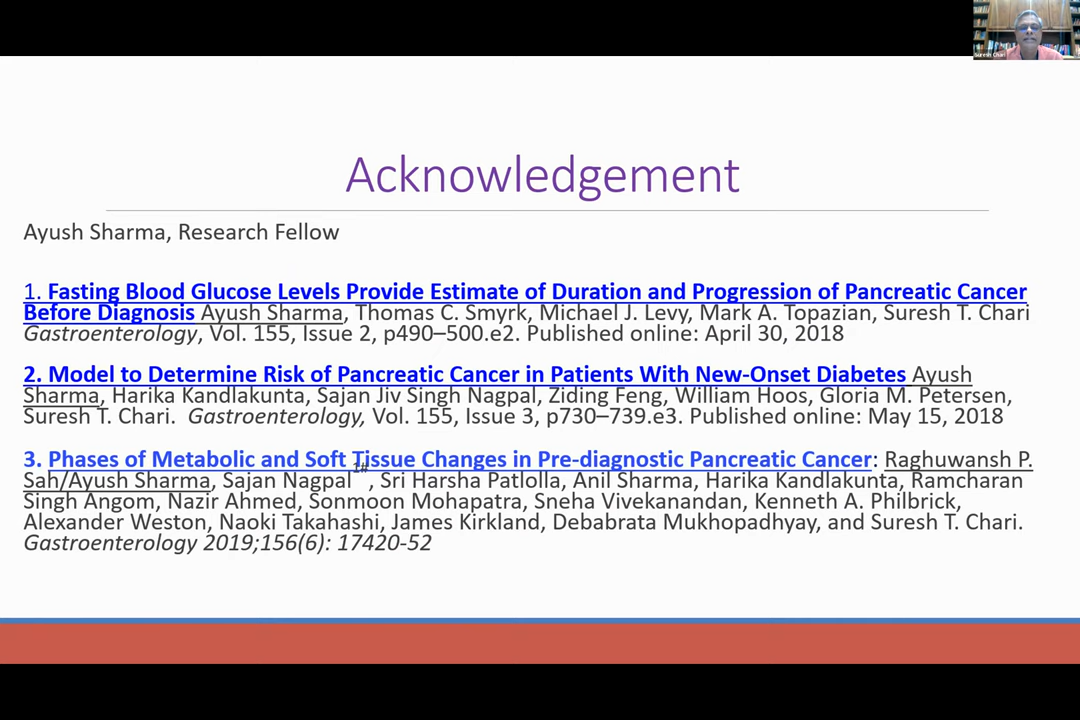 Suresh Chari
Acknowledgement
Ayush Sharma, Research Fellow
1. Fasting Blood Glucose Levels Provide Estimate of Duration and Progression of Pancreatic Cancer
Before Diagnosis Ayush Sharma, Thomas C. Smyrk, Michael J. Levy, Mark A. Topazian, Suresh T. Chari
Gastroenterology, Vol. 155, Issue 2, p490–500.e2. Published online: April 30, 2018
2. Model to Determine Risk of Pancreatic Cancer in Patients With New-Onset Diabetes Ayush
Sharma, Harika Kandlakunta, Sajan Jiv Singh Nagpal, Ziding Feng, William Hoos, Gloria M. Petersen,
Suresh T. Chari. Gastroenterology, Vol. 155, Issue 3, p730–739.e3. Published online: May 15, 2018
3. Phases of Metabolic and Soft Tissue Changes in Pre-diagnostic Pancreatic Cancer: Raghuwansh P.
Sah/Ayush Sharma, Sajan Nagpal1#, Sri Harsha Patlolla, Anil Sharma, Harika Kandlakunta, Ramcharan
Singh Angom, Nazir Ahmed, Sonmoon Mohapatra, Sneha Vivekanandan, Kenneth A. Philbrick,
Alexander Weston, Naoki Takahashi, James Kirkland, Debabrata Mukhopadhyay, and Suresh T. Chari.
Gastroenterology 2019;156(6): 17420-52